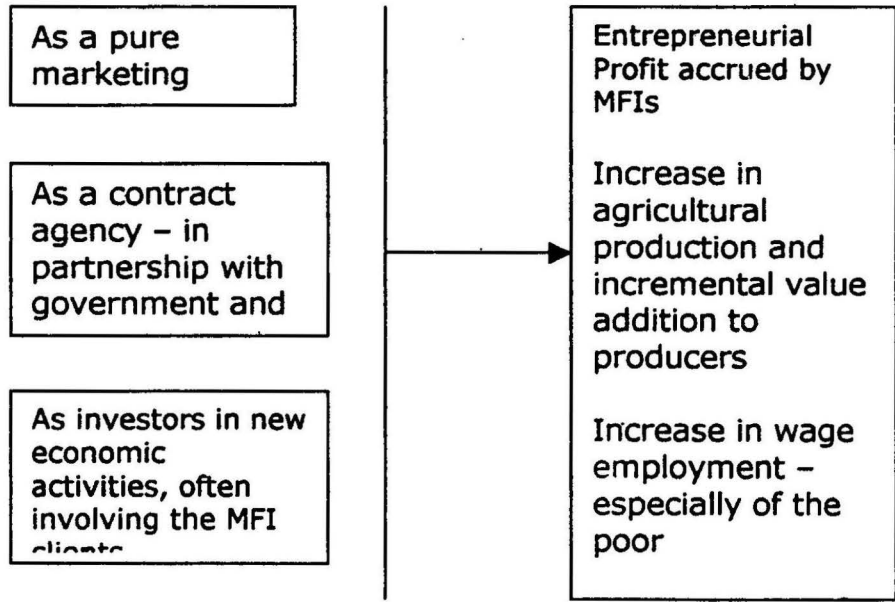 As a pure
marketing
As a contract
agency – in
partnership with
government and
As investors in new
economic
activities, often
involving the MFI
clients
Entrepreneurial
Profit accrued by
MFIs
Increase in
agricultural
production and
incremental value
addition to
producers
Increase in wage
employment –
especially of the
poor